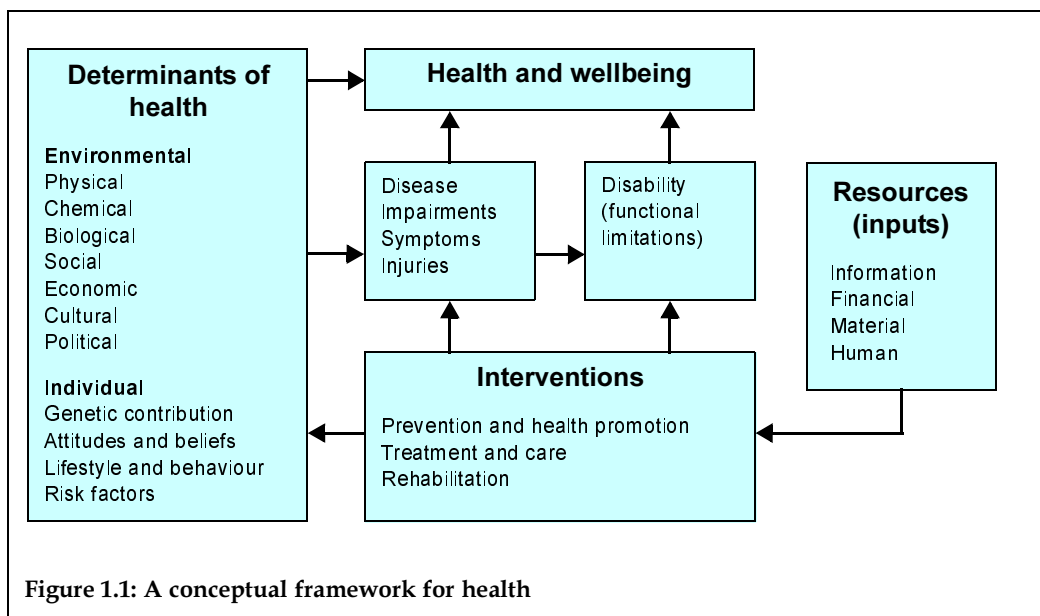 Determinants of
health
Environmental
Physical
Chemical
Biological
Social
Economic
Cultural
Political
Individual
Genetic contribution
Attitudes and beliefs
Lifestyle and behaviour
Risk factors
Health and wellbeing
Disease
Impairments
Symptoms
Injuries
Disability
(functional
limitations)
Interventions
Prevention and health promotion
Treatment and care
Rehabilitation
Resources
(inputs)
Information
Financial
Material
Human
Figure 1.1: A conceptual framework for health